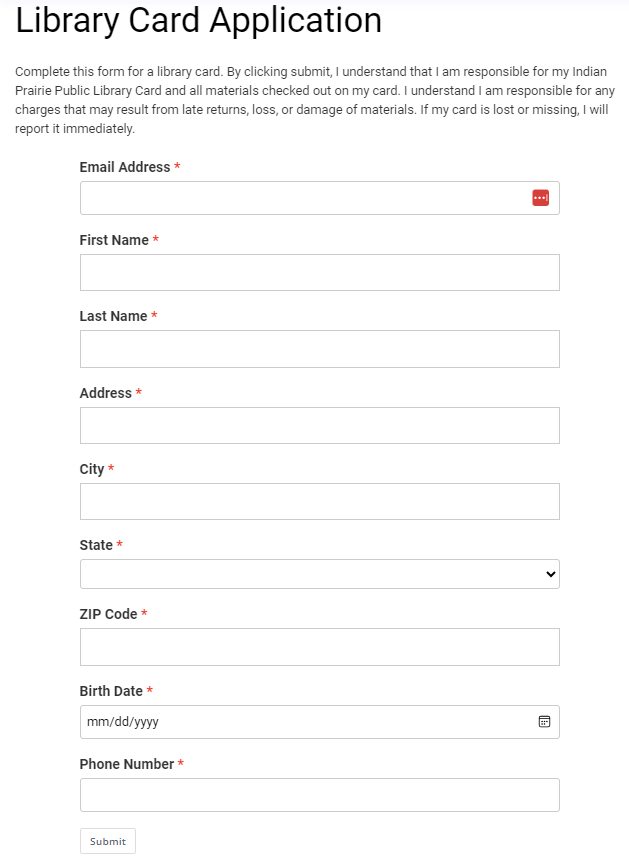 Library Card Application
Complete this form for a library card. By clicking submit, I understand that I am responsible for my Indian
Prairie Public Library Card and all materials checked out on my card. I understand I am responsible for any
charges that may result from late returns, loss, or damage of materials. If my card is lost or missing, I will
report it immediately.
Email Address *
First Name *
Last Name *
Address *
City *
State *
ZIP Code *
Birth Date *
mm/dd/yyyy
Phone Number *
Submit